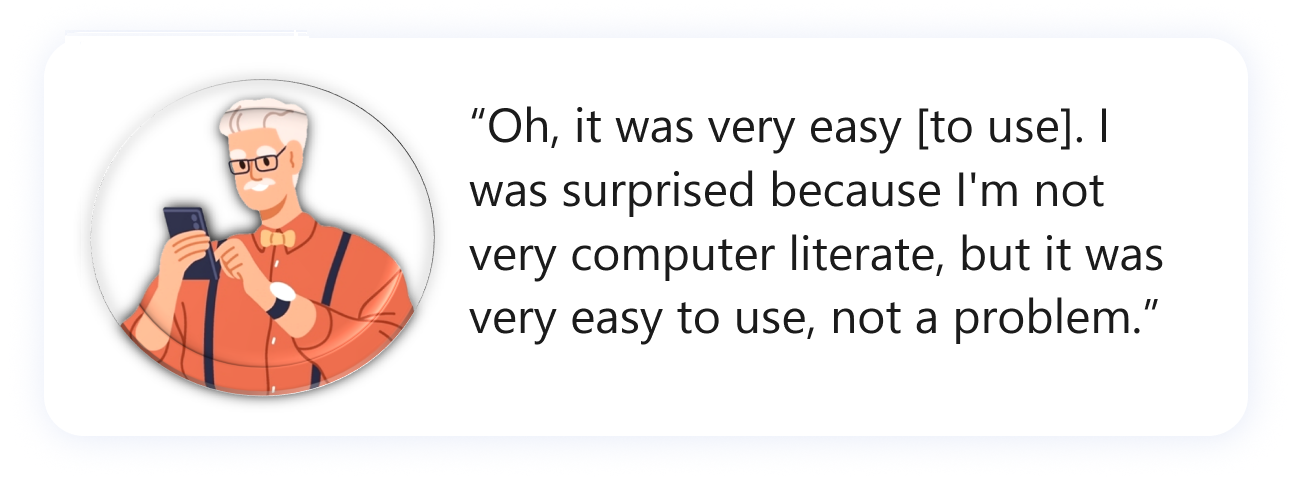 “Oh, it was very easy [to use]. I
was surprised because I'm not
very computer literate, but it was
very easy to use, not a problem.”